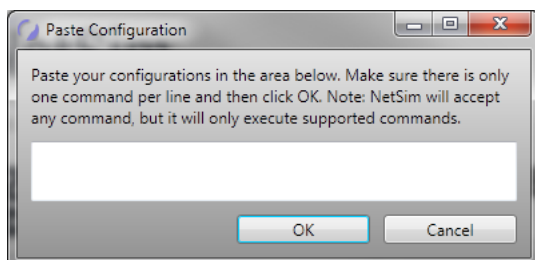 Paste Configuration
Paste your configurations in the area below. Make sure there is only
one command per line and then click OK. Note: NetSim will accept
any command, but it will only execute supported commands.
OK
Cancel